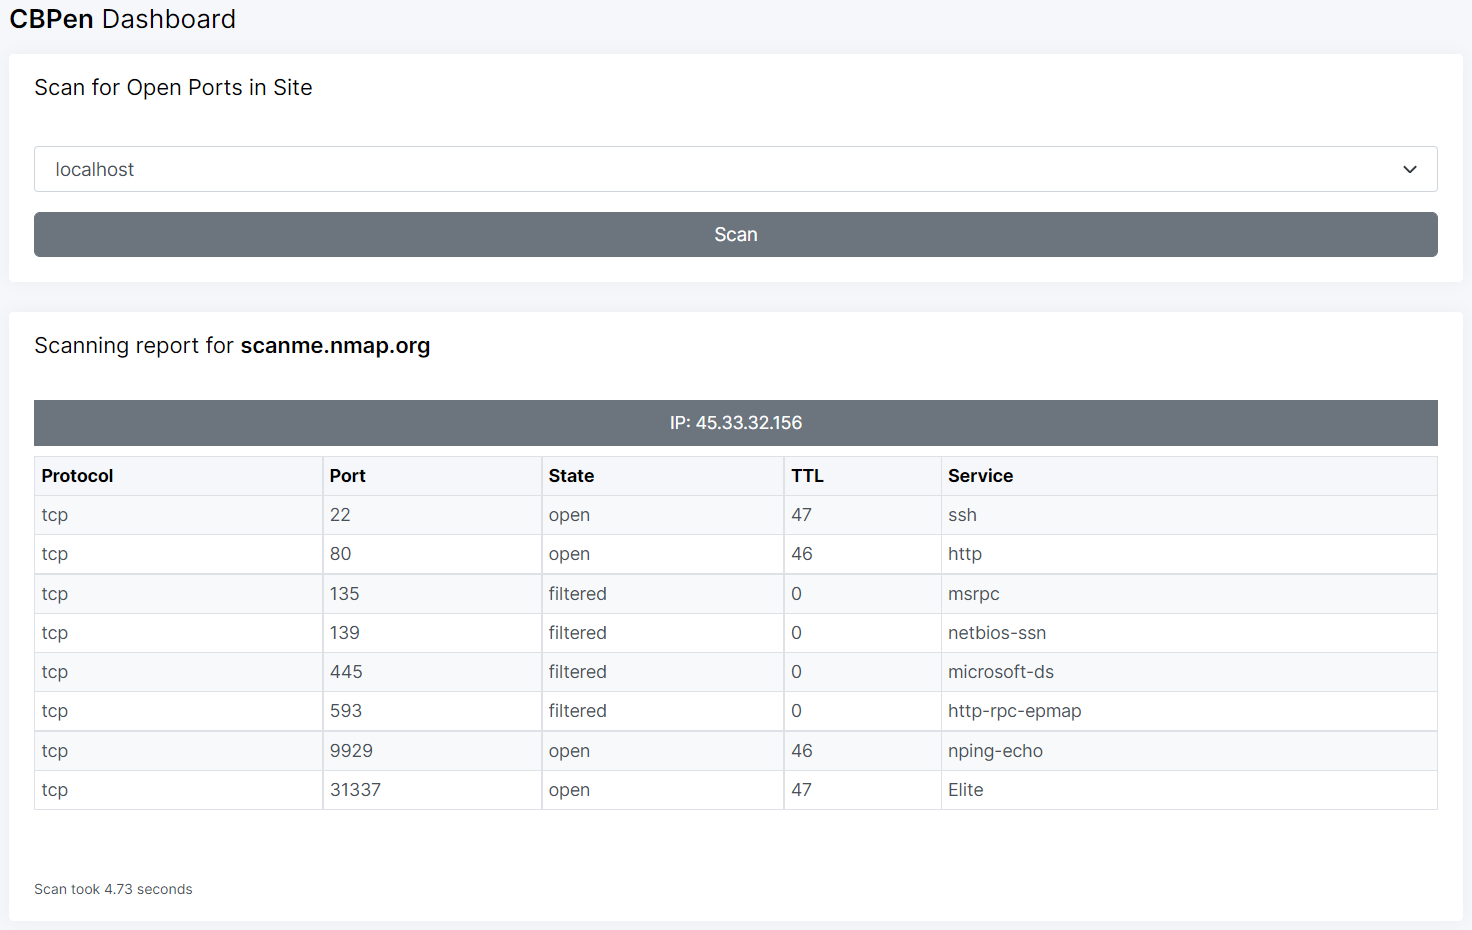 CBPen Dashboard
Scan for Open Ports in Site
localhost
Scan
Scanning report for scanme.nmap.org
IP: 45.33.32.156
Protocol Port State TTL Service
tcp 22 open 47 ssh
tcp 80 open 46 http
tcp 135 filtered 0 msrpc
tcp 139 filtered 0 netbios-ssn
tcp 445 filtered 0 microsoft-ds
tcp 593 filtered 0 http-rpc-epmap
tcp 9929 open 46 nping-echo
tcp 31337 open 47 Elite
Scan took 4.73 seconds